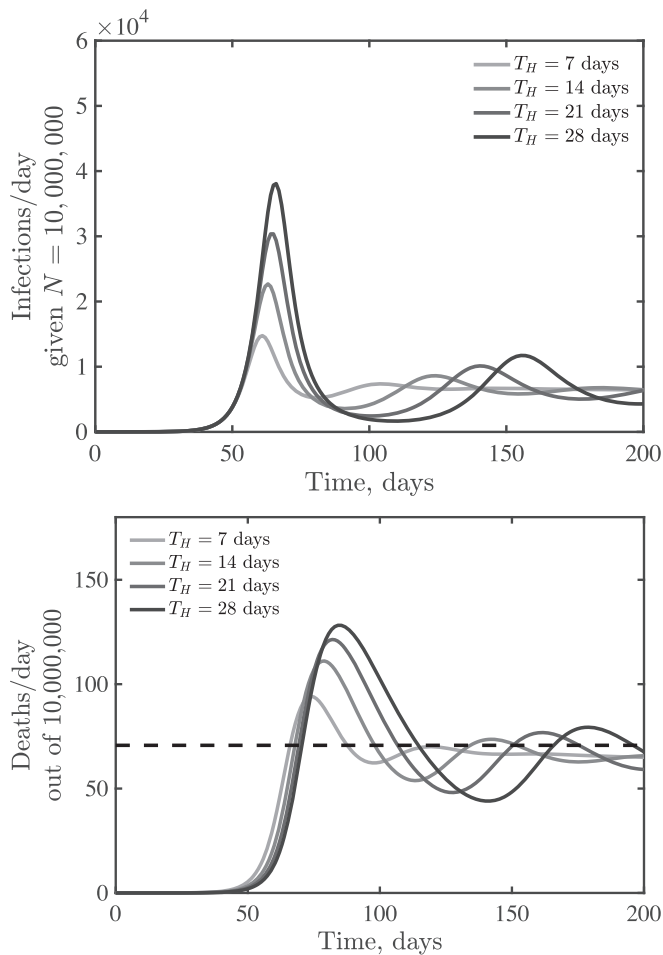 ×10⁴
6
5
4
3
2
1
0
Infections/day
given N = 10, 000, 000
T_H = 7 days
T_H = 14 days
T_H = 21 days
T_H = 28 days
0 50 100 150 200
Time, days
150
100
50
0
Deaths/day
out of 10,000,000
T_H = 7 days
T_H = 14 days
T_H = 21 days
T_H = 28 days
0 50 100 150 200
Time, days